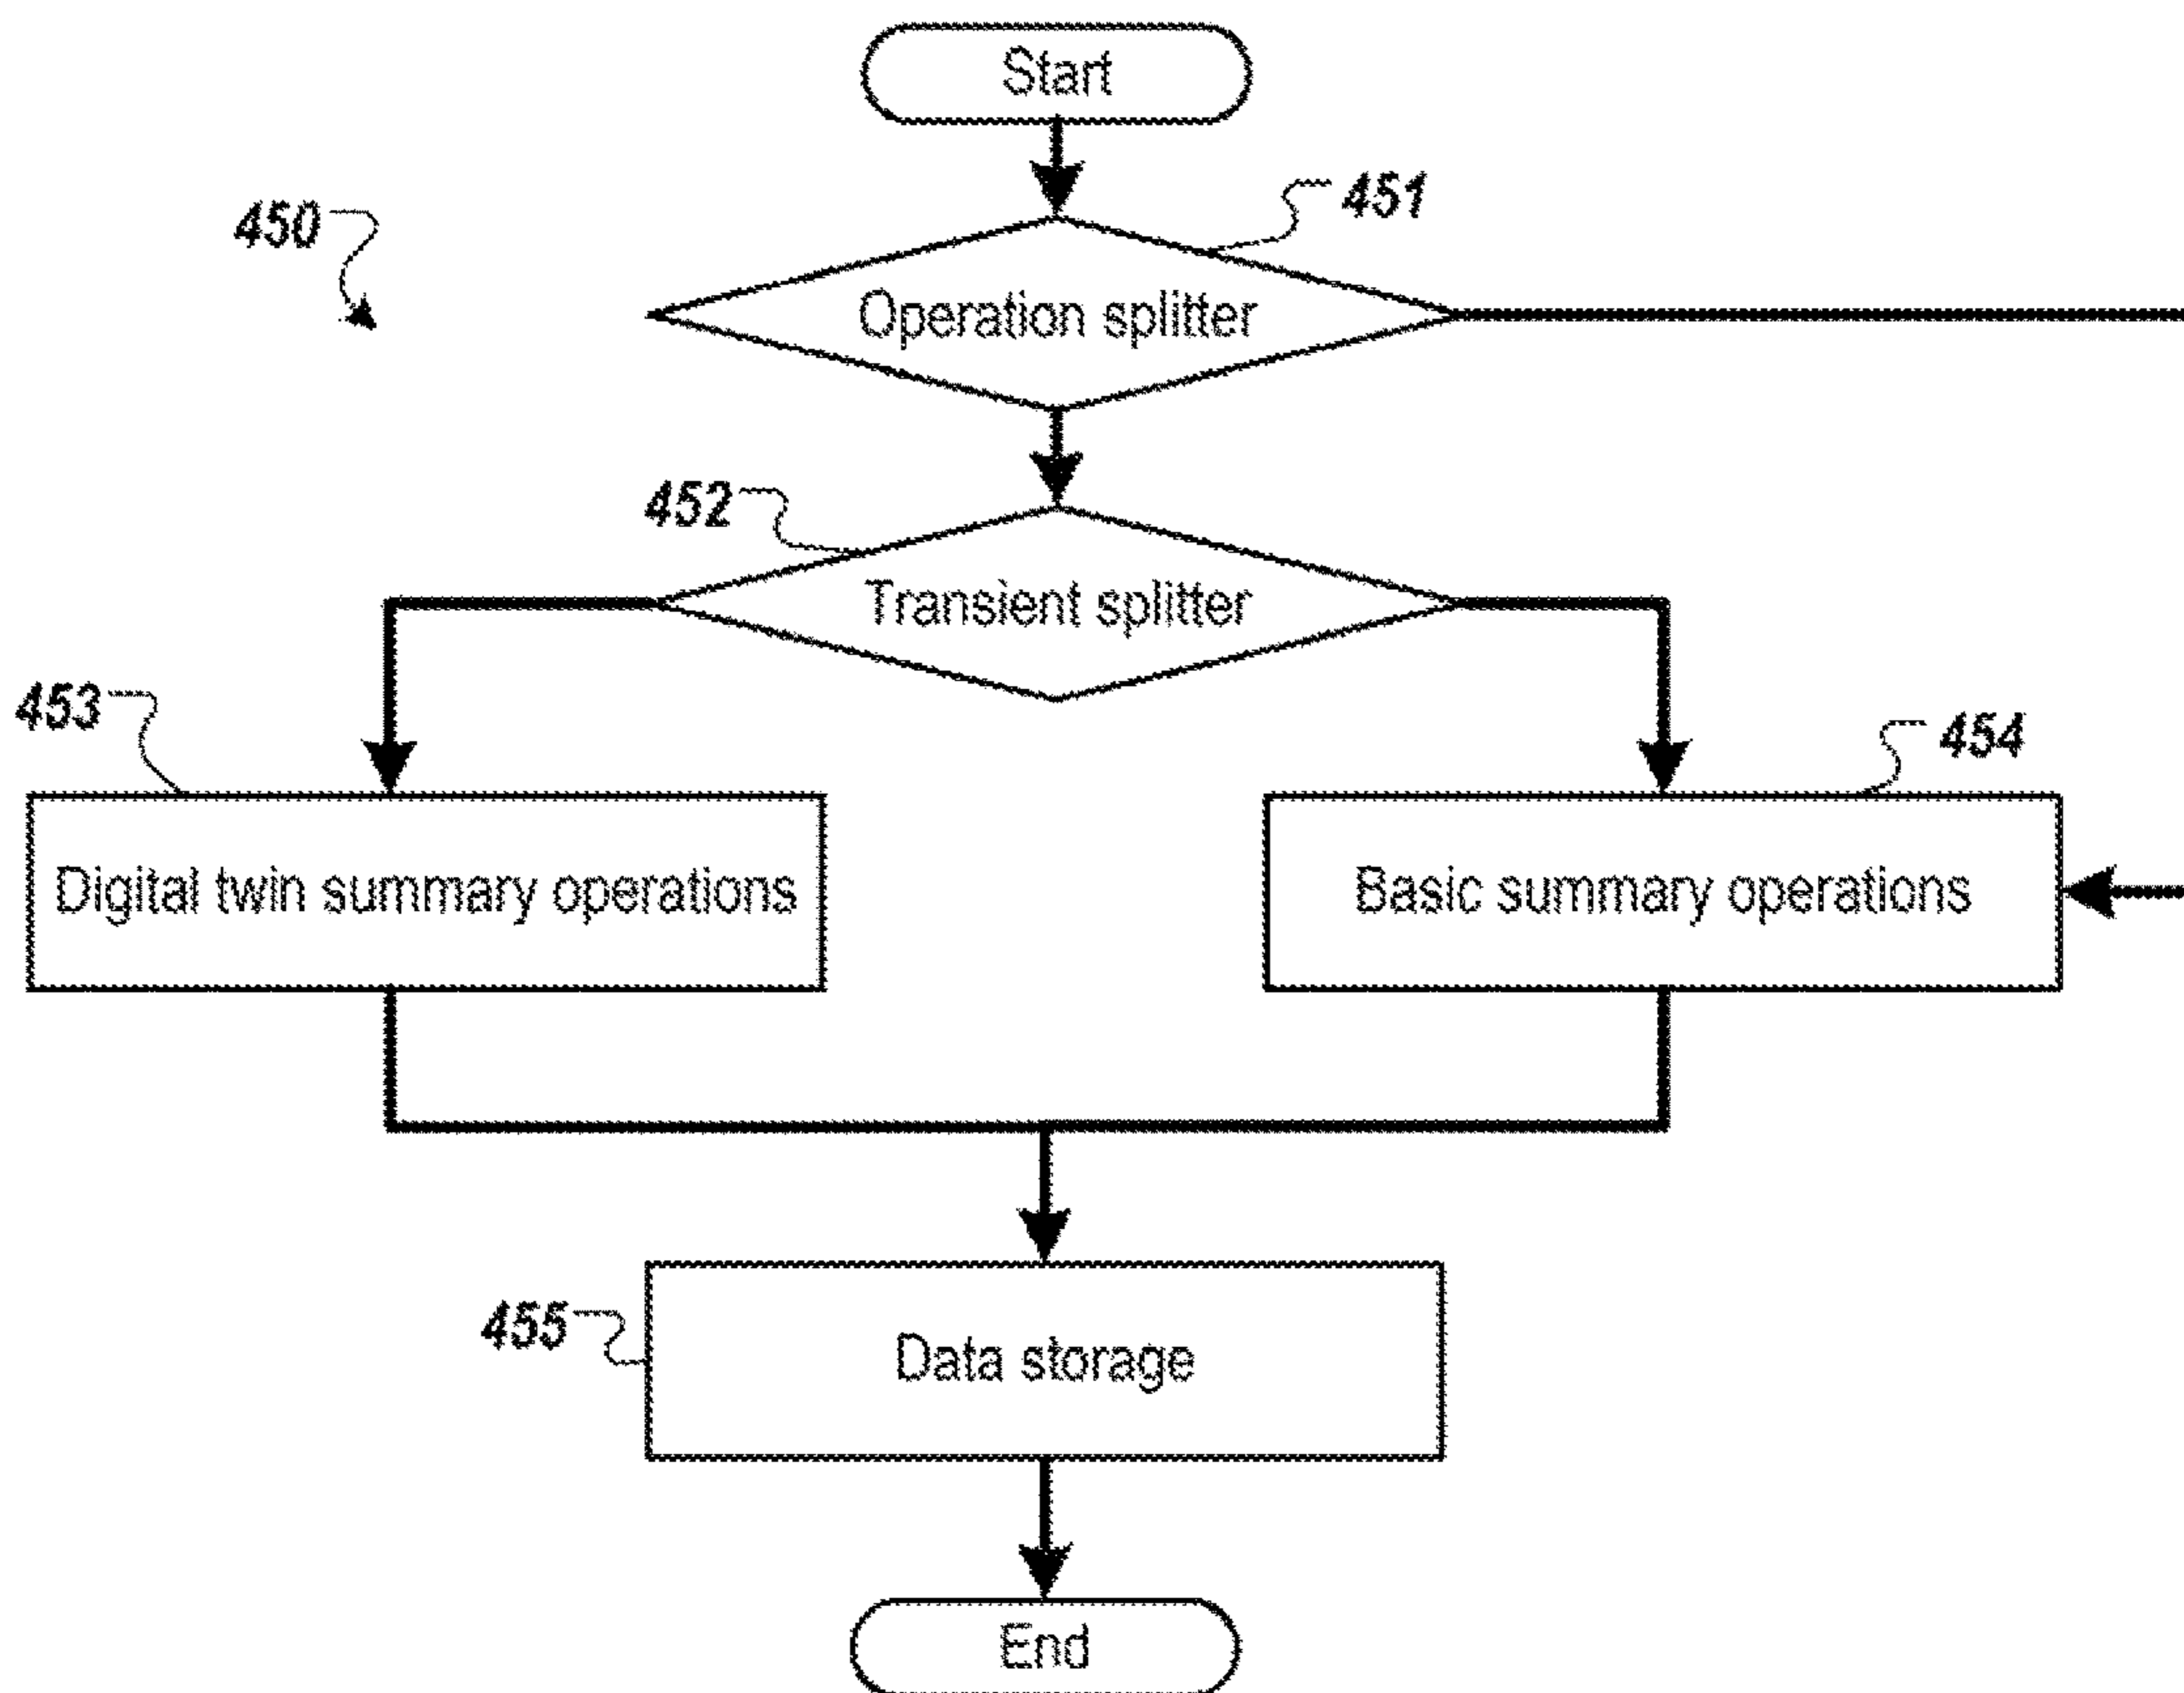 Start
451
450
Operation splitter
452
Transient splitter
453
454
Digital twin summary operations
Basic summary operations
455
Data storage
End